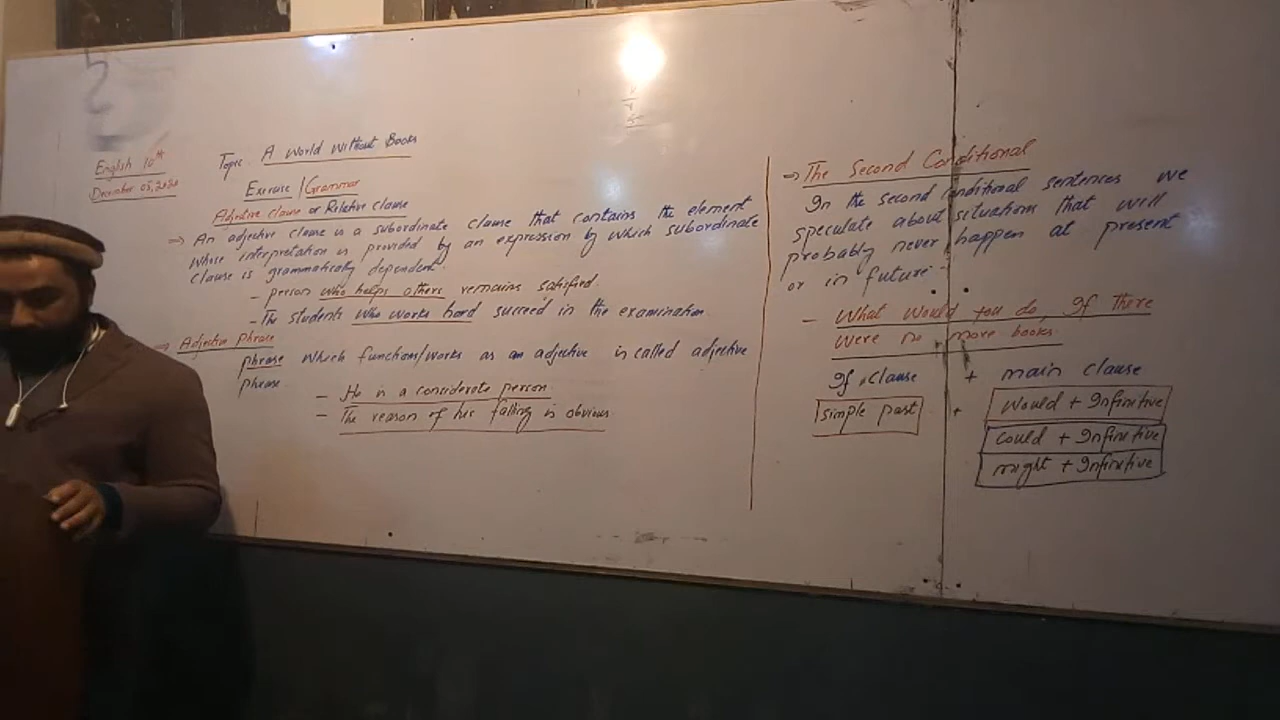 English 10th
December 05, 2020
Topic: A World Without Books
Exercise | Grammar
Adjective clause or Relative clause
⇒ An adjective clause is a subordinate clause that contains the element
whose interpretation is provided by an expression by which subordinate
clause is grammatically dependent.
– person who helps others remains satisfied.
– The students who works hard succeed in the examination.
⇒ Adjective phrase
phrase which functions/works as an adjective is called adjective
phrase.
– He is a considerate person.
– The reason of his falling is obvious.
⇒ The Second Conditional
In the second conditional sentences we
speculate about situations that will
probably never happen at present
or in future.
– What would you do, If There
were no more books.
If clause + main clause
simple past + would + Infinitive
could + Infinitive
might + Infinitive